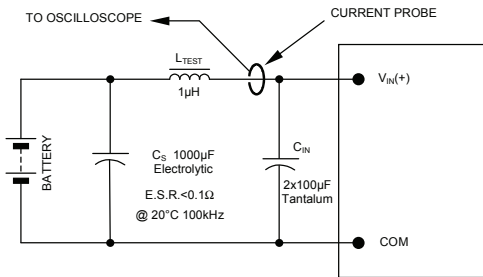 TO OSCILLOSCOPE
CURRENT PROBE
LTEST
1µH
VIN(+)
BATTERY
CS 1000µF
Electrolytic
E.S.R.<0.1Ω
@ 20°C 100kHz
CIN
2x100µF
Tantalum
COM